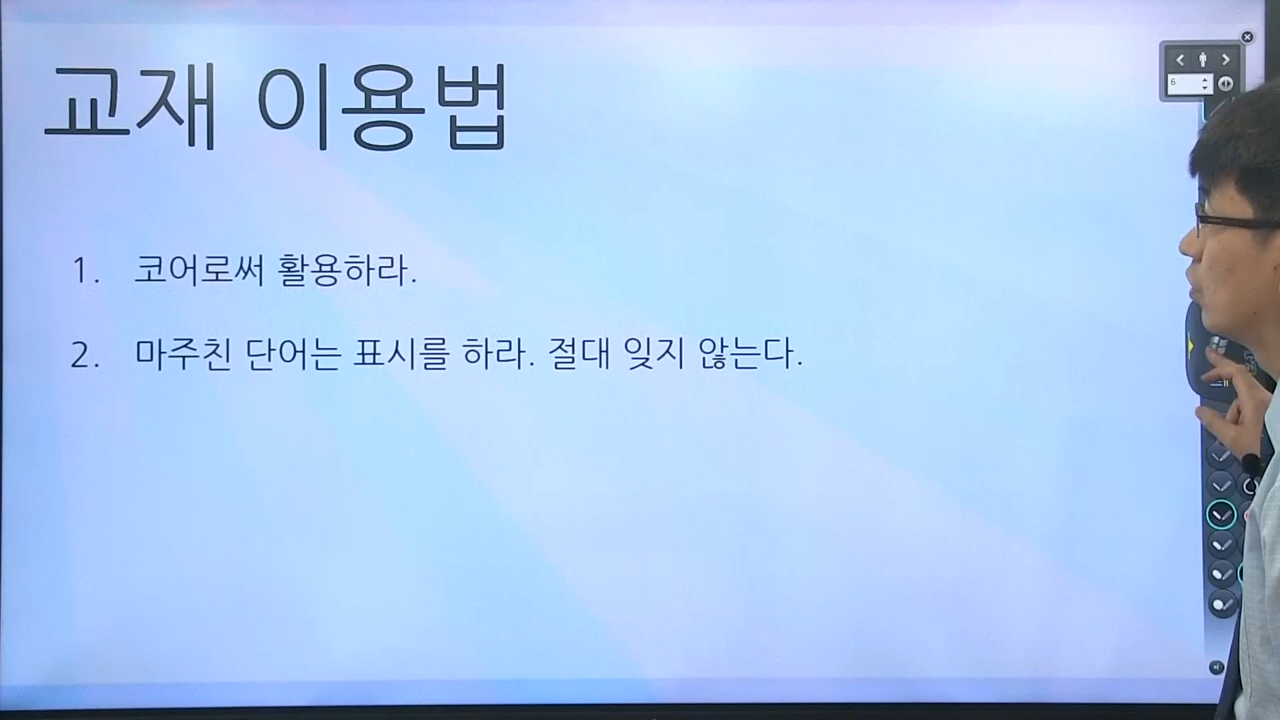 교재 이용법
1. 코어로써 활용하라.
2. 마주친 단어는 표시를 하라. 절대 잊지 않는다.
6